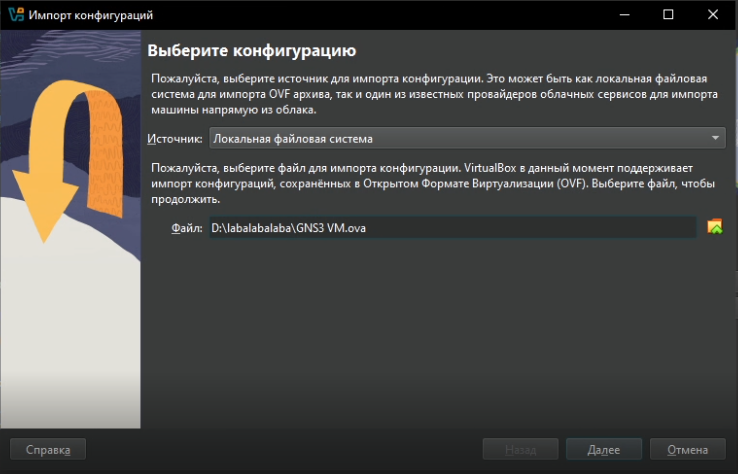 Импорт конфигураций
Выберите конфигурацию
Пожалуйста, выберите источник для импорта конфигурации. Это может быть как локальная файловая
система для импорта OVF архива, так и один из известных провайдеров облачных сервисов для импорта
машины напрямую из облака.
Источник: Локальная файловая система
Пожалуйста, выберите файл для импорта конфигурации. VirtualBox в данный момент поддерживает
импорт конфигураций, сохранённых в Открытом Формате Виртуализации (OVF). Выберите файл, чтобы
продолжить.
Файл: D:\labalabalaba\GNS3 VM.ova
Справка Назад Далее Отмена